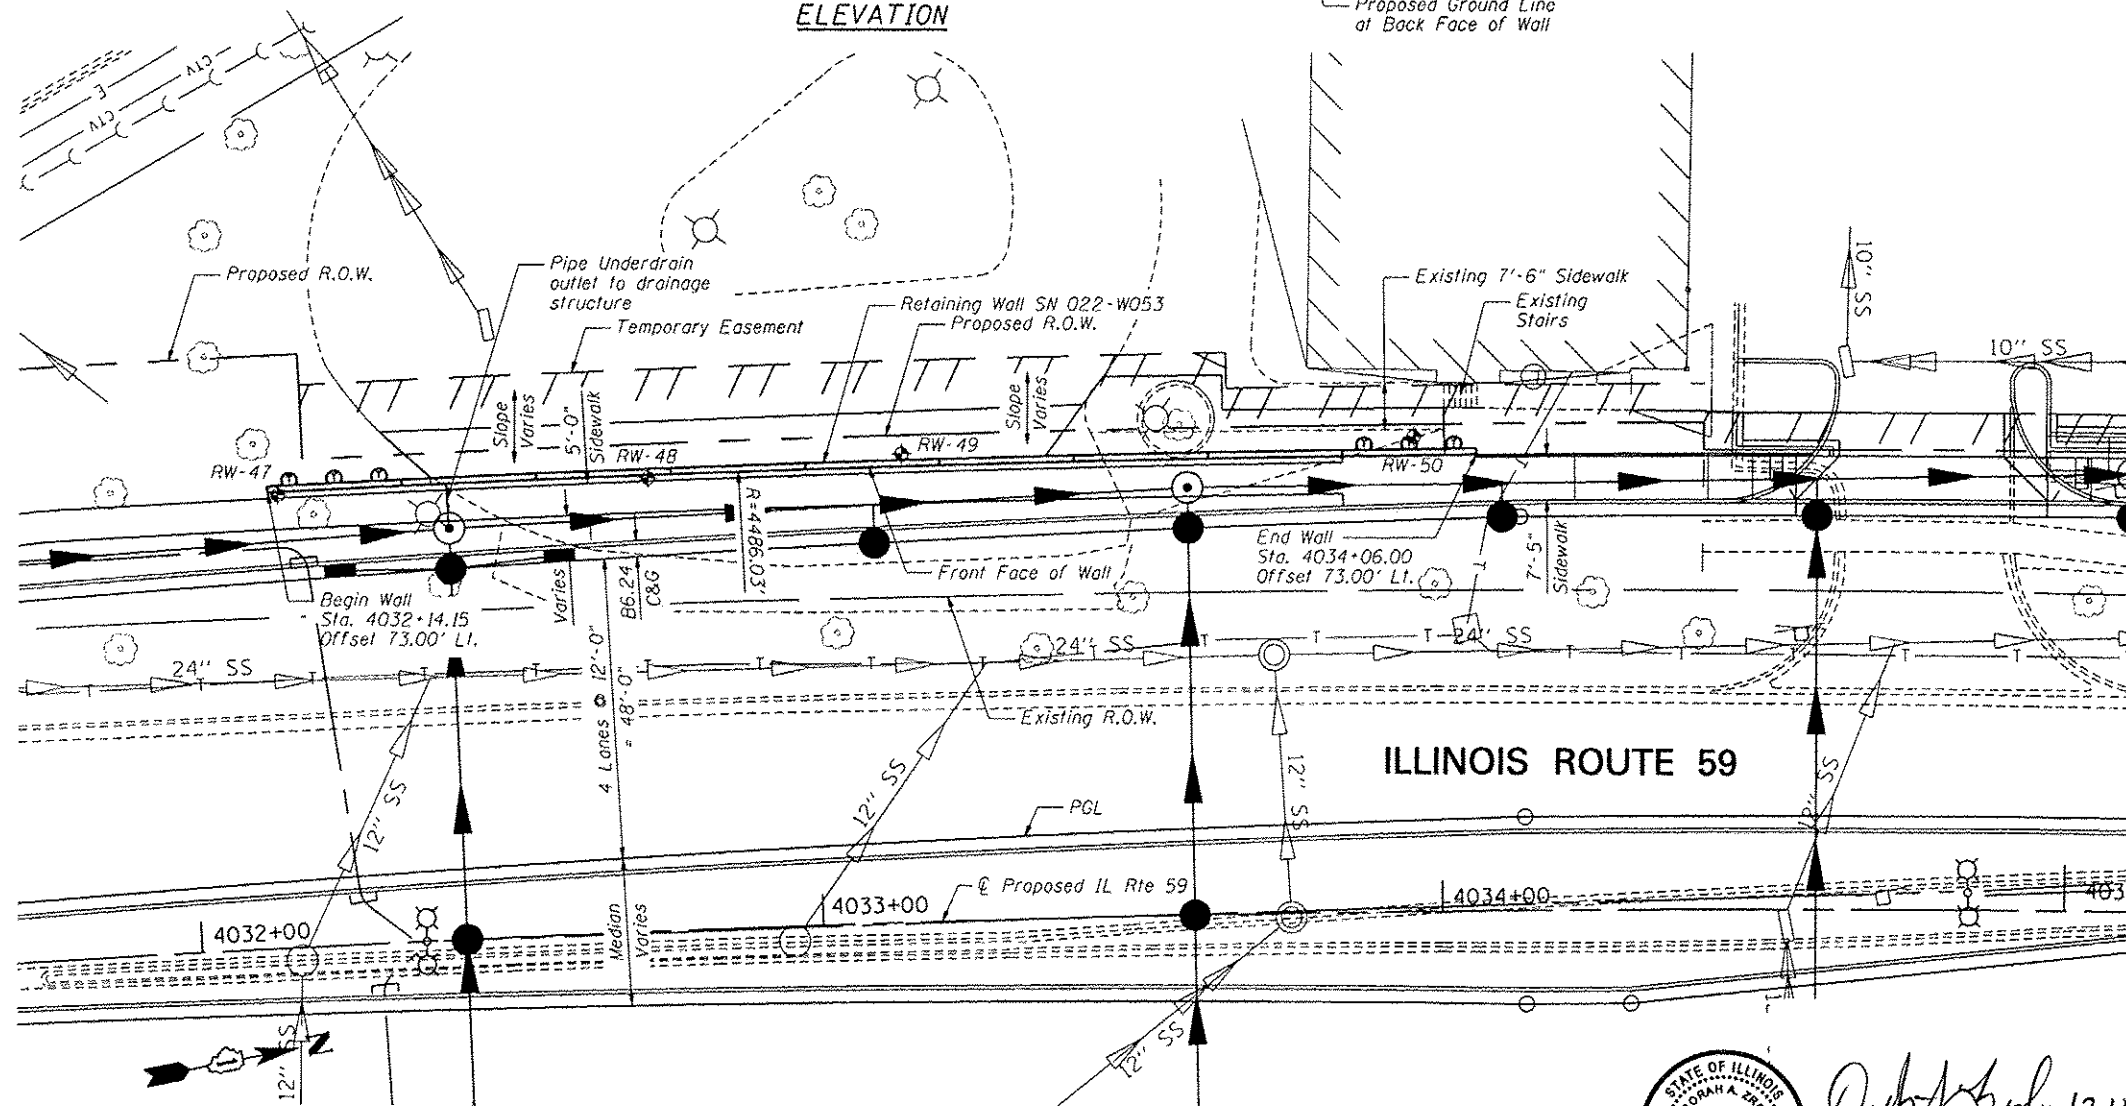 ELEVATION
Proposed Ground Line
at Back Face of Wall
CTV
E
CTV
Proposed R.O.W.
Pipe Underdrain
outlet to drainage
structure
Temporary Easement
Retaining Wall SN 022-W053
Proposed R.O.W.
Existing 7'-6" Sidewalk
Existing
Stairs
10" SS
10" SS
Slope
Varies
5'-0"
Sidewalk
Slope
Varies
RW-47
RW-48
RW-49
RW-50
R=4486.03'
Begin Wall
Sta. 4032+14.15
Offset 73.00' Lt.
Varies
B6.24
C&G
Front Face of Wall
End Wall
Sta. 4034+06.00
Offset 73.00' Lt.
7'-5"
Sidewalk
24" SS
T
T
T
T
T
T
T
24" SS
T
T
T
24" SS
T
T
T
T
4 Lanes @ 12'-0"
= 48'-0"
Existing R.O.W.
ILLINOIS ROUTE 59
12" SS
12" SS
12" SS
12" SS
PGL
℄ Proposed IL Rte 59
4032+00
4033+00
4034+00
403
Median
Varies
12" SS
N
12" SS
STATE OF ILLINOIS